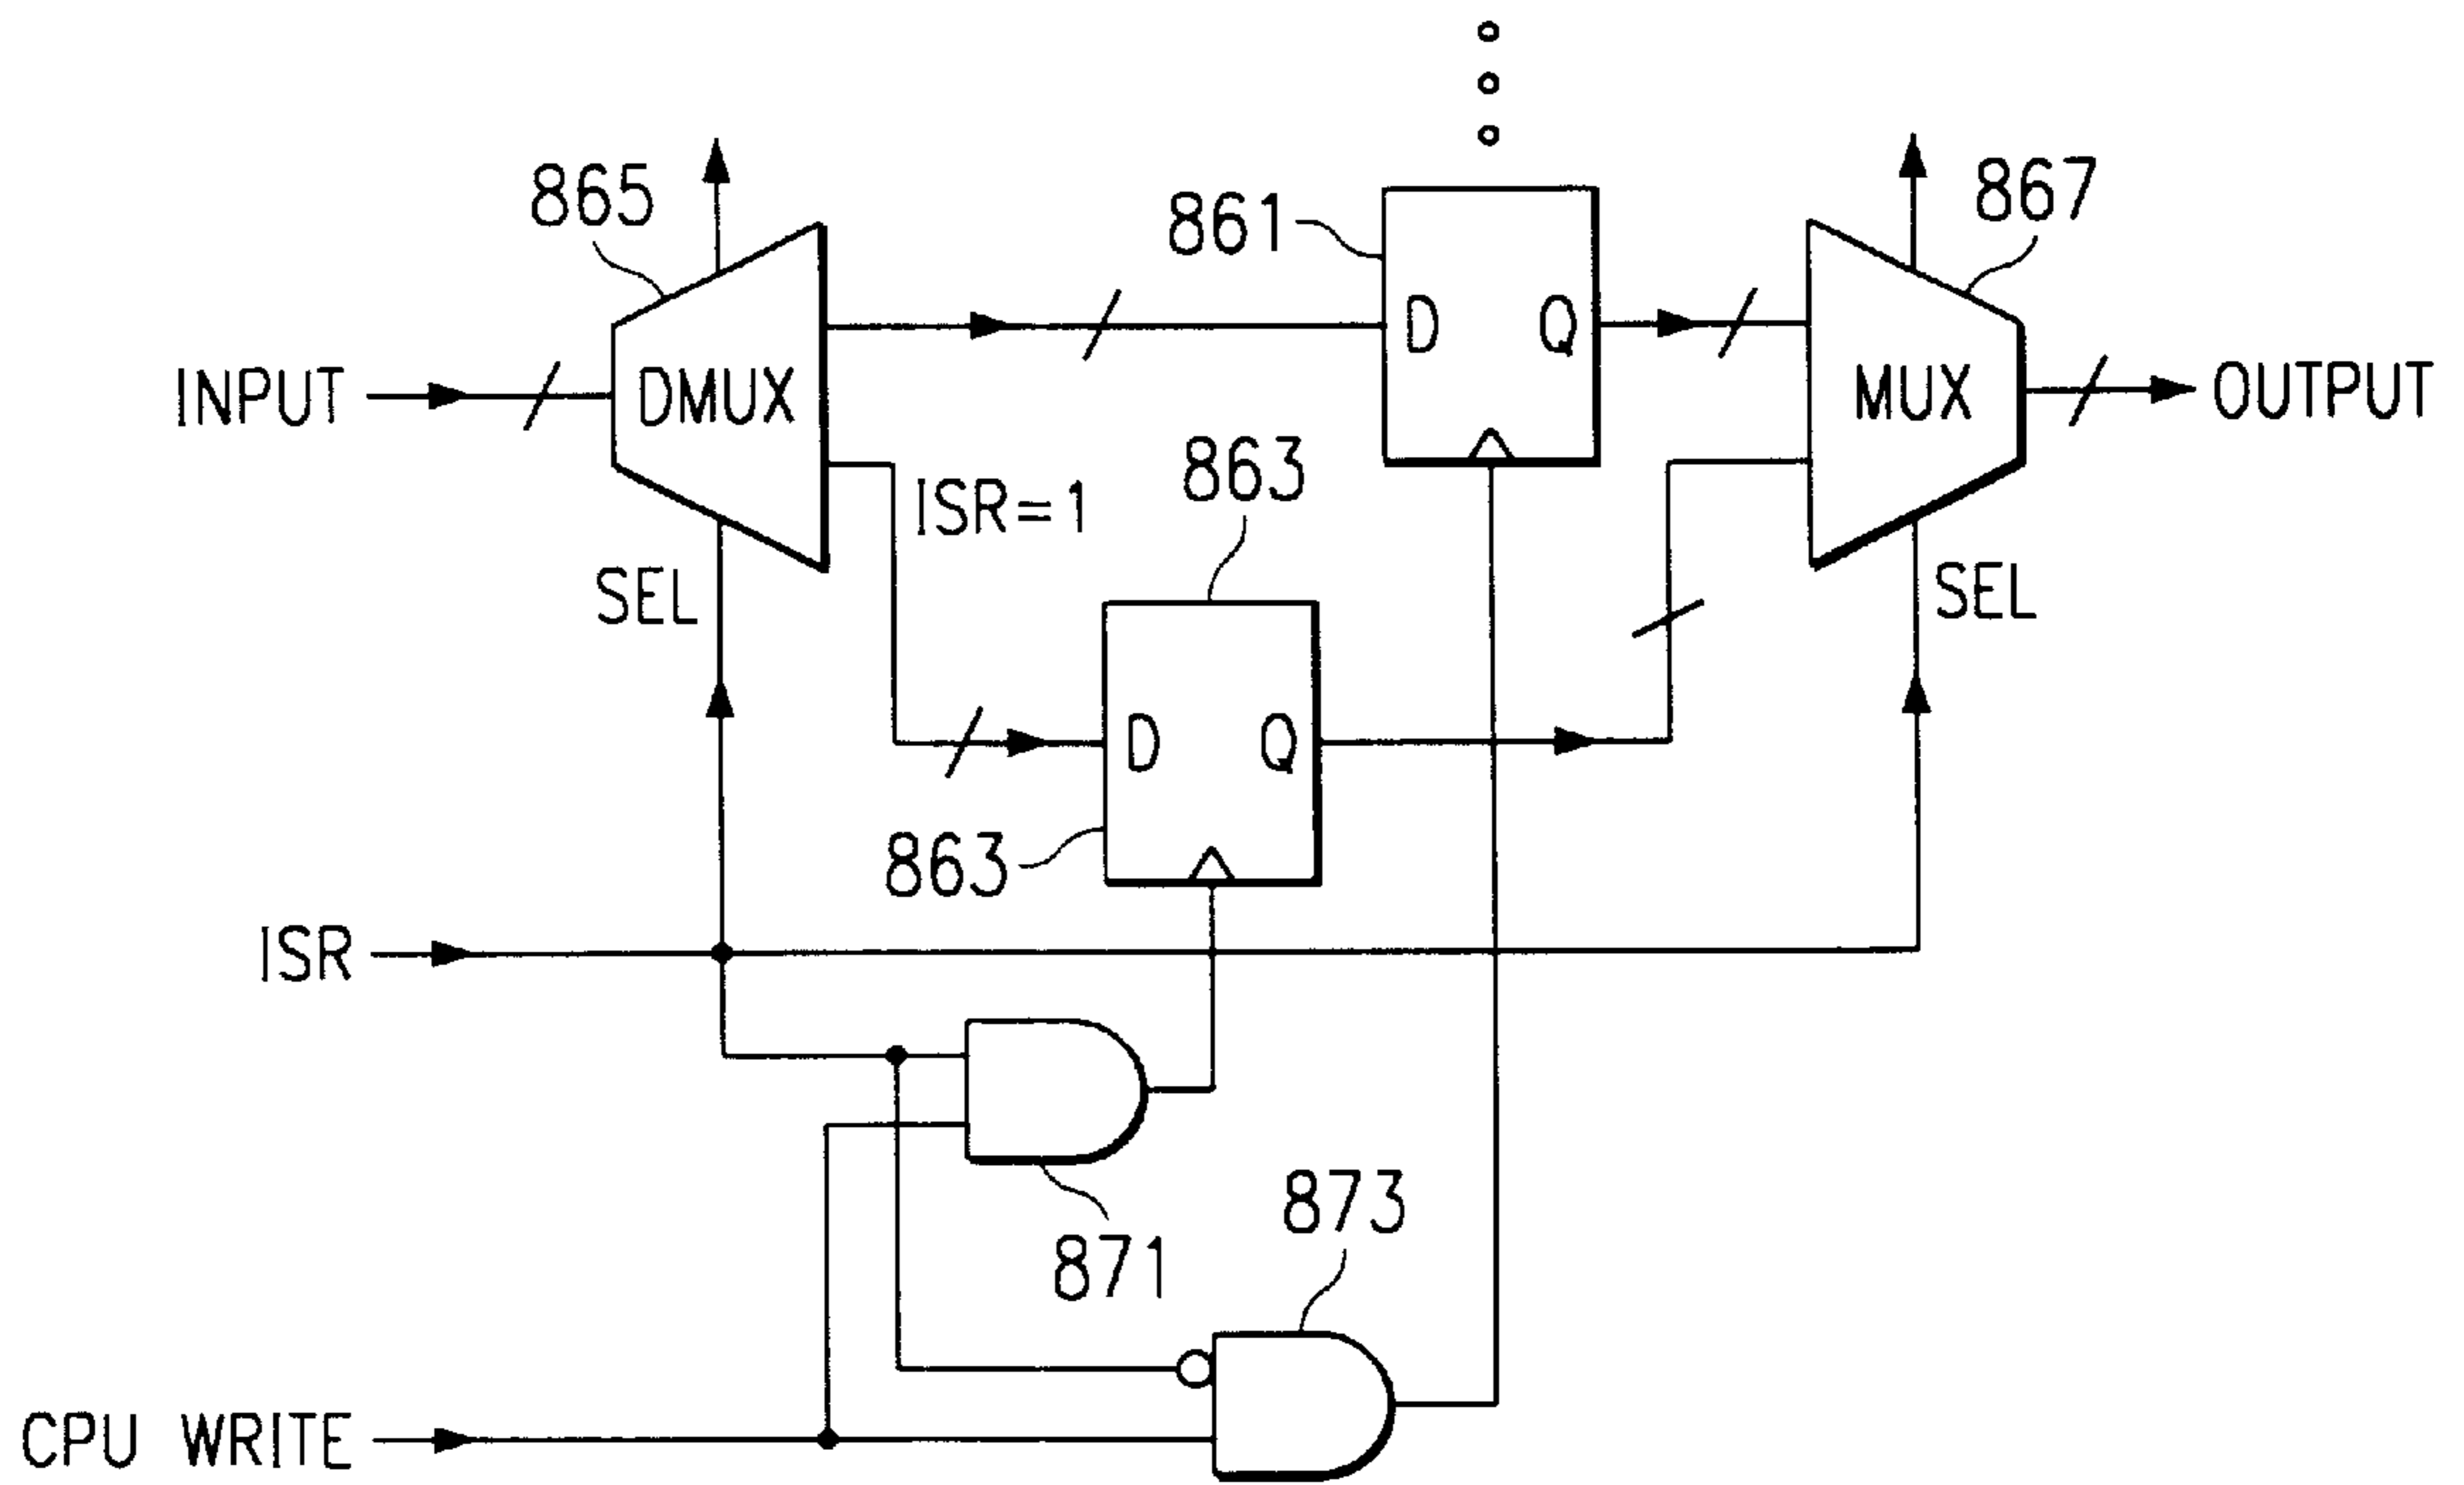 865
867
861
D Q
INPUT
DMUX
MUX
OUTPUT
863
ISR=1
SEL
SEL
D Q
863
ISR
871
873
CPU WRITE